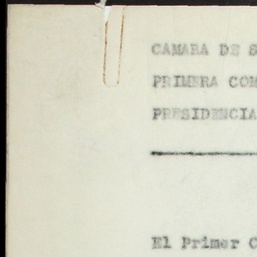 CAMARA DE S
PRIMERA COM
PRESIDENCIA
El Primer C